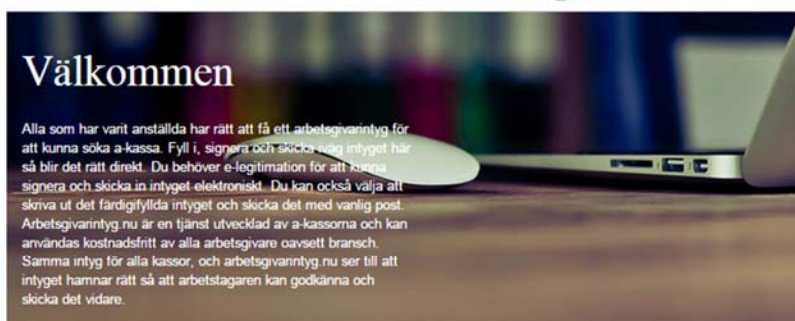 Välkommen
Alla som har varit anställda har rätt att få ett arbetsgivarintyg för
att kunna söka a-kassa. Fyll i, signera och skicka iväg intyget här
så blir det rätt direkt. Du behöver e-legitimation för att kunna
signera och skicka in intyget elektroniskt. Du kan också välja att
skriva ut det färdigifyllda intyget och skicka det med vanlig post.
Arbetsgivarintyg.nu är en tjänst utvecklad av a-kassorna och kan
användas kostnadsfritt av alla arbetsgivare oavsett bransch.
Samma intyg för alla kassor, och arbetsgivarintyg.nu ser till att
intyget hamnar rätt så att arbetstagaren kan godkänna och
skicka det vidare.